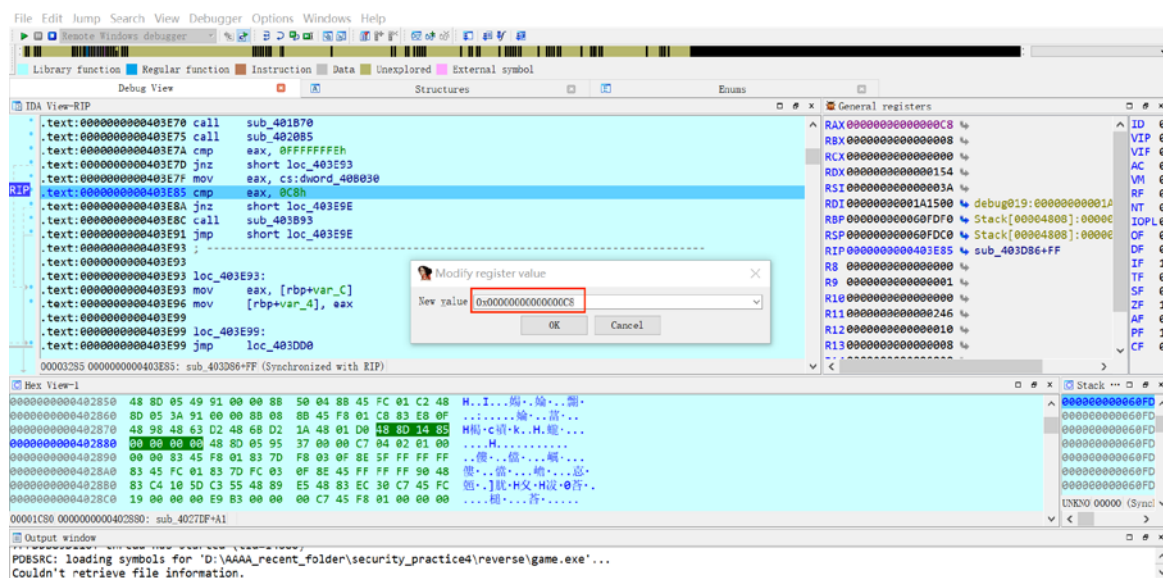 File Edit Jump Search View Debugger Options Windows Help
Remote Windows debugger
Library function Regular function Instruction Data Unexplored External symbol
Debug View Structures Enums
IDA View-RIP
.text:0000000000403E70 call sub_401B70
.text:0000000000403E75 call sub_4020B5
.text:0000000000403E7A cmp eax, 0FFFFFFFEh
.text:0000000000403E7D jnz short loc_403E93
.text:0000000000403E7F mov eax, cs:dword_40B030
RIP .text:0000000000403E85 cmp eax, 0C8h
.text:0000000000403E8A jnz short loc_403E9E
.text:0000000000403E8C call sub_403B93
.text:0000000000403E91 jmp short loc_403E9E
.text:0000000000403E93 ; ---------------------------------------------------------------------------
.text:0000000000403E93
.text:0000000000403E93 loc_403E93:
.text:0000000000403E93 mov eax, [rbp+var_C]
.text:0000000000403E96 mov [rbp+var_4], eax
.text:0000000000403E99
.text:0000000000403E99 loc_403E99:
.text:0000000000403E99 jmp loc_403DD0
00003285 0000000000403E85: sub_403D86+FF (Synchronized with RIP)
Modify register value
New value 0x00000000000000C8
OK Cancel
General registers
RAX 00000000000000C8
RBX 0000000000000008
RCX 0000000000000000
RDX 0000000000000154
RSI 000000000000003A
RDI 00000000001A1500 debug019:00000000001A
RBP 000000000060FDF0 Stack[00004808]:00000
RSP 000000000060FDC0 Stack[00004808]:00000
RIP 0000000000403E85 sub_403D86+FF
R8 0000000000000000
R9 0000000000000001
R10 0000000000000000
R11 0000000000000246
R12 0000000000000010
R13 0000000000000008
ID
VIP
VIF
AC
VM
RF
NT
IOPL
OF
DF
IF 1
TF
SF
ZF 1
AF
PF 1
CF
Hex View-1
0000000000402850 48 8D 05 49 91 00 00 8B 50 04 8B 45 FC 01 C2 48
0000000000402860 8D 05 3A 91 00 00 8B 08 8B 45 F8 01 C8 83 E8 0F
0000000000402870 48 98 48 63 D2 48 6B D2 1A 48 01 D0 48 8D 14 85
0000000000402880 00 00 00 00 48 8D 05 95 37 00 00 C7 04 02 01 00
0000000000402890 00 00 83 45 F8 01 83 7D F8 03 0F 8E 5F FF FF FF
00000000004028A0 83 45 FC 01 83 7D FC 03 0F 8E 45 FF FF FF 90 48
00000000004028B0 83 C4 10 5D C3 55 48 89 E5 48 83 EC 30 C7 45 FC
00000000004028C0 19 00 00 00 E9 B3 00 00 00 C7 45 F8 01 00 00 00
00001C80 0000000000402880: sub_4027DF+A1
Stack
000000000060FD
000000000060FD
000000000060FD
000000000060FD
000000000060FD
000000000060FD
000000000060FD
UNKNO 00000 (Syncl
Output window
PDBSRC: loading symbols for 'D:\AAAA_recent_folder\security_practice4\reverse\game.exe'...
Couldn't retrieve file information.